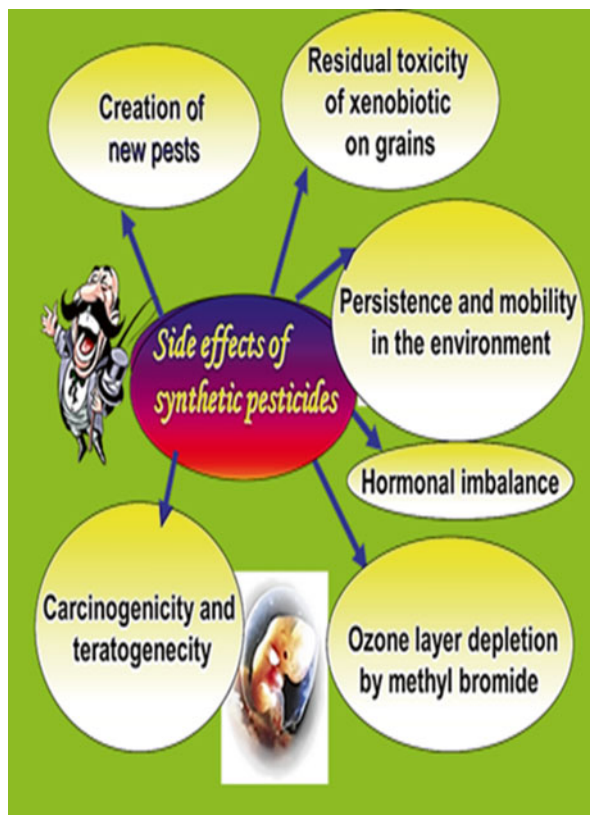 Creation of
new pests
Residual toxicity
of xenobiotic
on grains
Persistence and mobility
in the environment
Side effects of
synthetic pesticides
Hormonal imbalance
Carcinogenicity and
teratogenecity
Ozone layer depletion
by methyl bromide